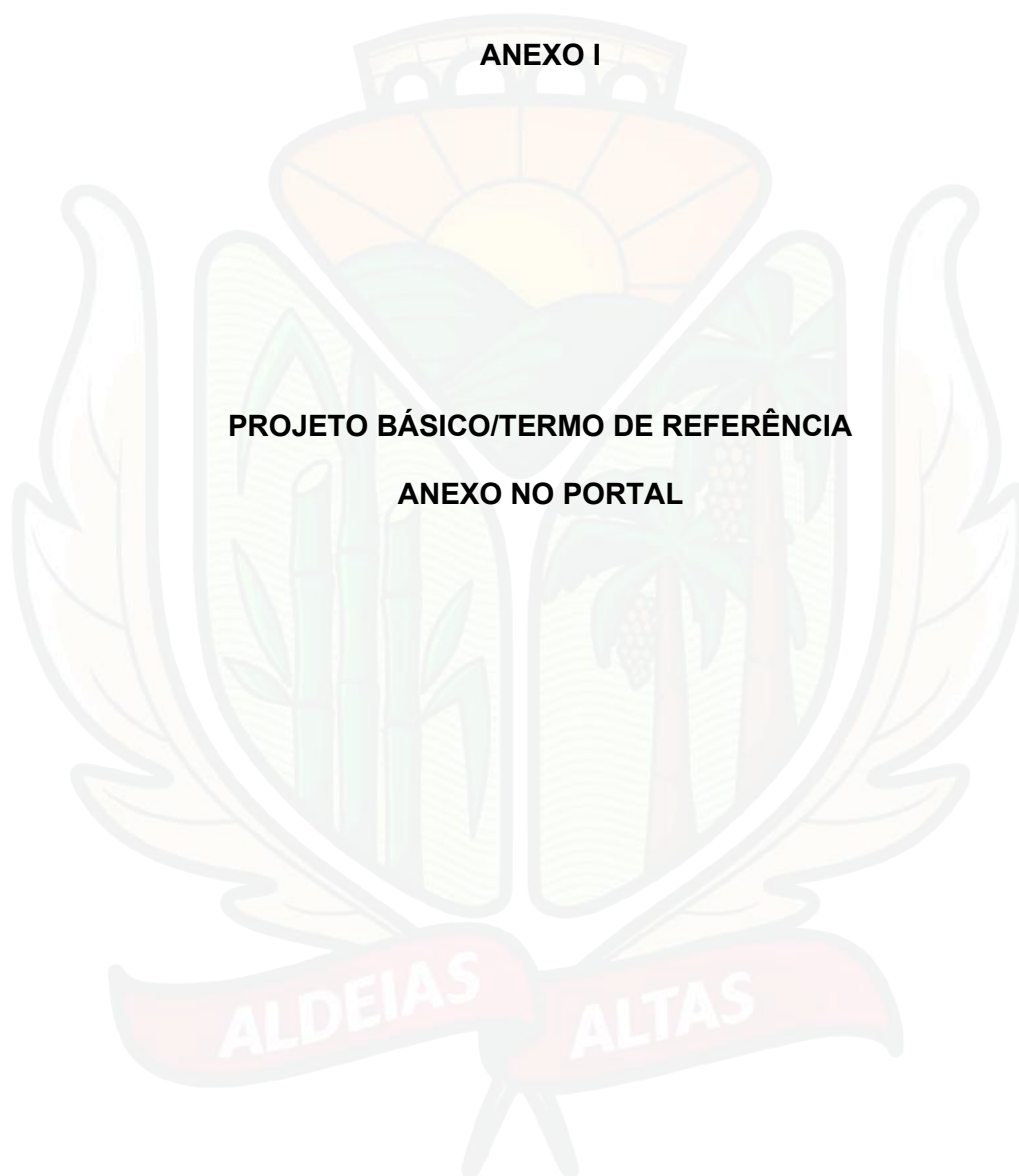 ANEXO I
PROJETO BÁSICO/TERMO DE REFERÊNCIA
ANEXO NO PORTAL
ALDEIAS ALTAS